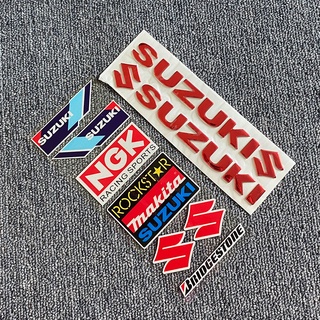 SUZUKI
SUZUKI
SUZUKI
SUZUKI
NGK
RACING SPORTS
ROCKSTAR
makita
SUZUKI
BRIDGESTONE